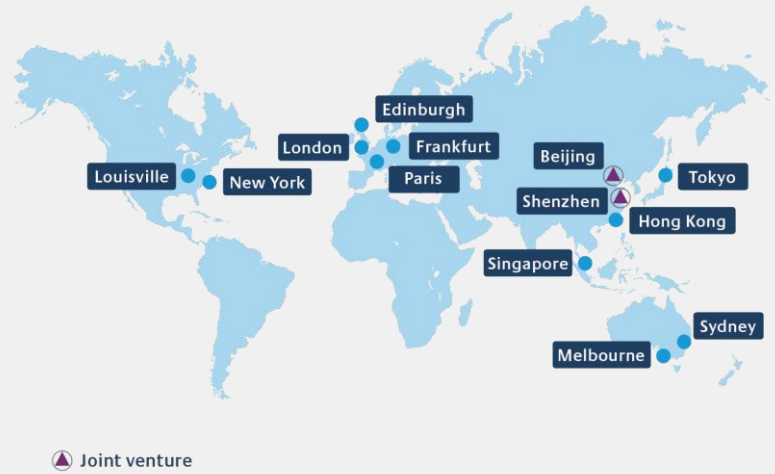 Edinburgh
London
Frankfurt
Beijing
Louisville
New York
Paris
Tokyo
Shenzhen
Hong Kong
Singapore
Sydney
Melbourne
Joint venture